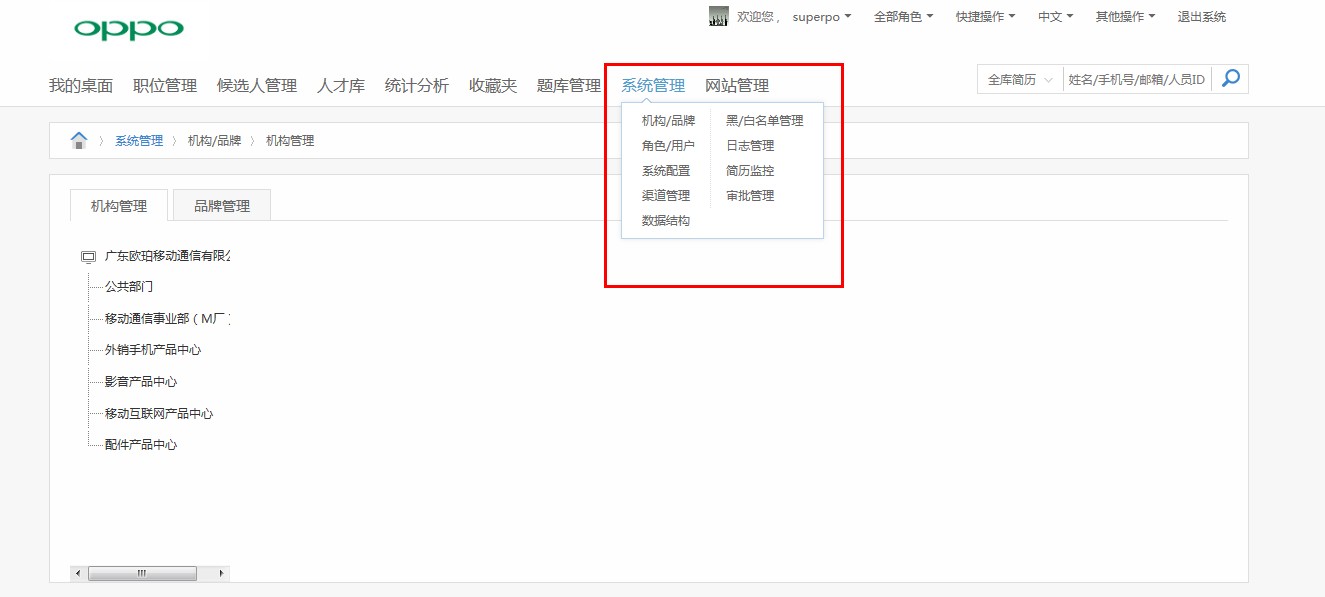 oppo
欢迎您， superpo 全部角色 快捷操作 中文 其他操作 退出系统
我的桌面 职位管理 候选人管理 人才库 统计分析 收藏夹 题库管理 系统管理 网站管理
全库简历 姓名/手机号/邮箱/人员ID
机构/品牌 黑/白名单管理
角色/用户 日志管理
系统配置 简历监控
渠道管理 审批管理
数据结构
系统管理 机构/品牌 机构管理
机构管理 品牌管理
广东欧珀移动通信有限公
公共部门
移动通信事业部（M厂）
外销手机产品中心
影音产品中心
移动互联网产品中心
配件产品中心